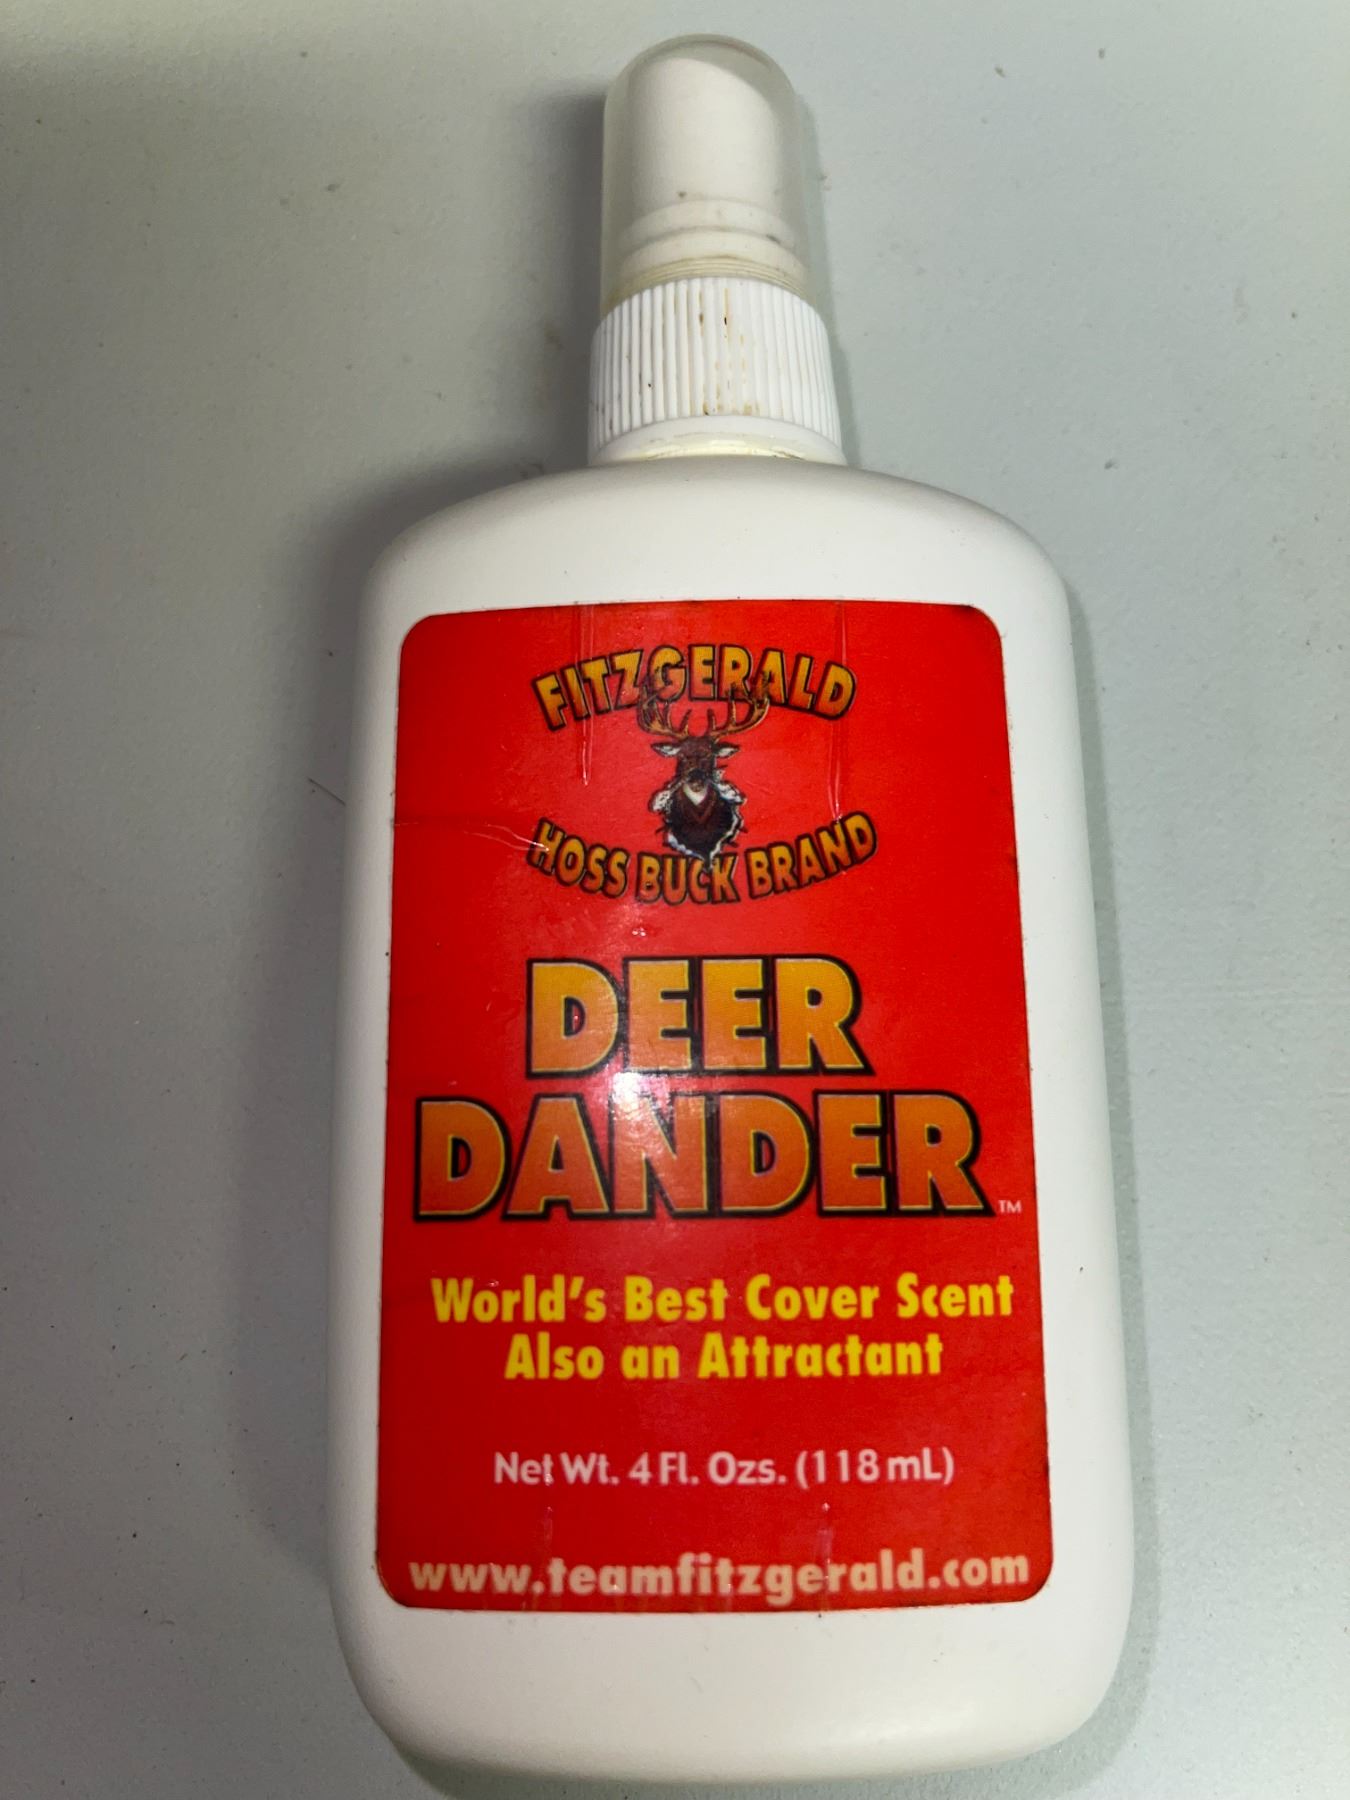 FITZGERALD
HOSS BUCK BRAND
DEER
DANDER™
World's Best Cover Scent
Also an Attractant
Net Wt. 4 Fl. Ozs. (118 mL)
www.teamfitzgerald.com